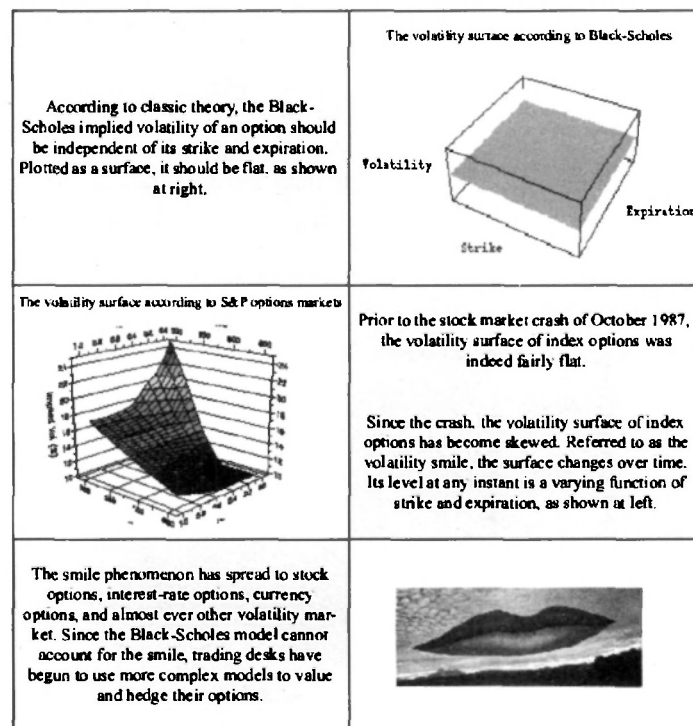 According to classic theory, the Black-
Scholes implied volatility of an option should
be independent of its strike and expiration.
Plotted as a surface, it should be flat. as shown
at right.
The volatility surface according to Black-Scholes
Volatility
Expiration
Strike
The volatility surface according to S&P options markets
Prior to the stock market crash of October 1987,
the volatility surface of index options was
indeed fairly flat.
Since the crash, the volatility surface of index
options has become skewed. Referred to as the
volatility smile, the surface changes over time.
Its level at any instant is a varying function of
strike and expiration, as shown at left.
The smile phenomenon has spread to stock
options, interest-rate options, currency
options, and almost ever other volatility mar-
ket. Since the Black-Scholes model cannot
account for the smile, trading desks have
begun to use more complex models to value
and hedge their options.